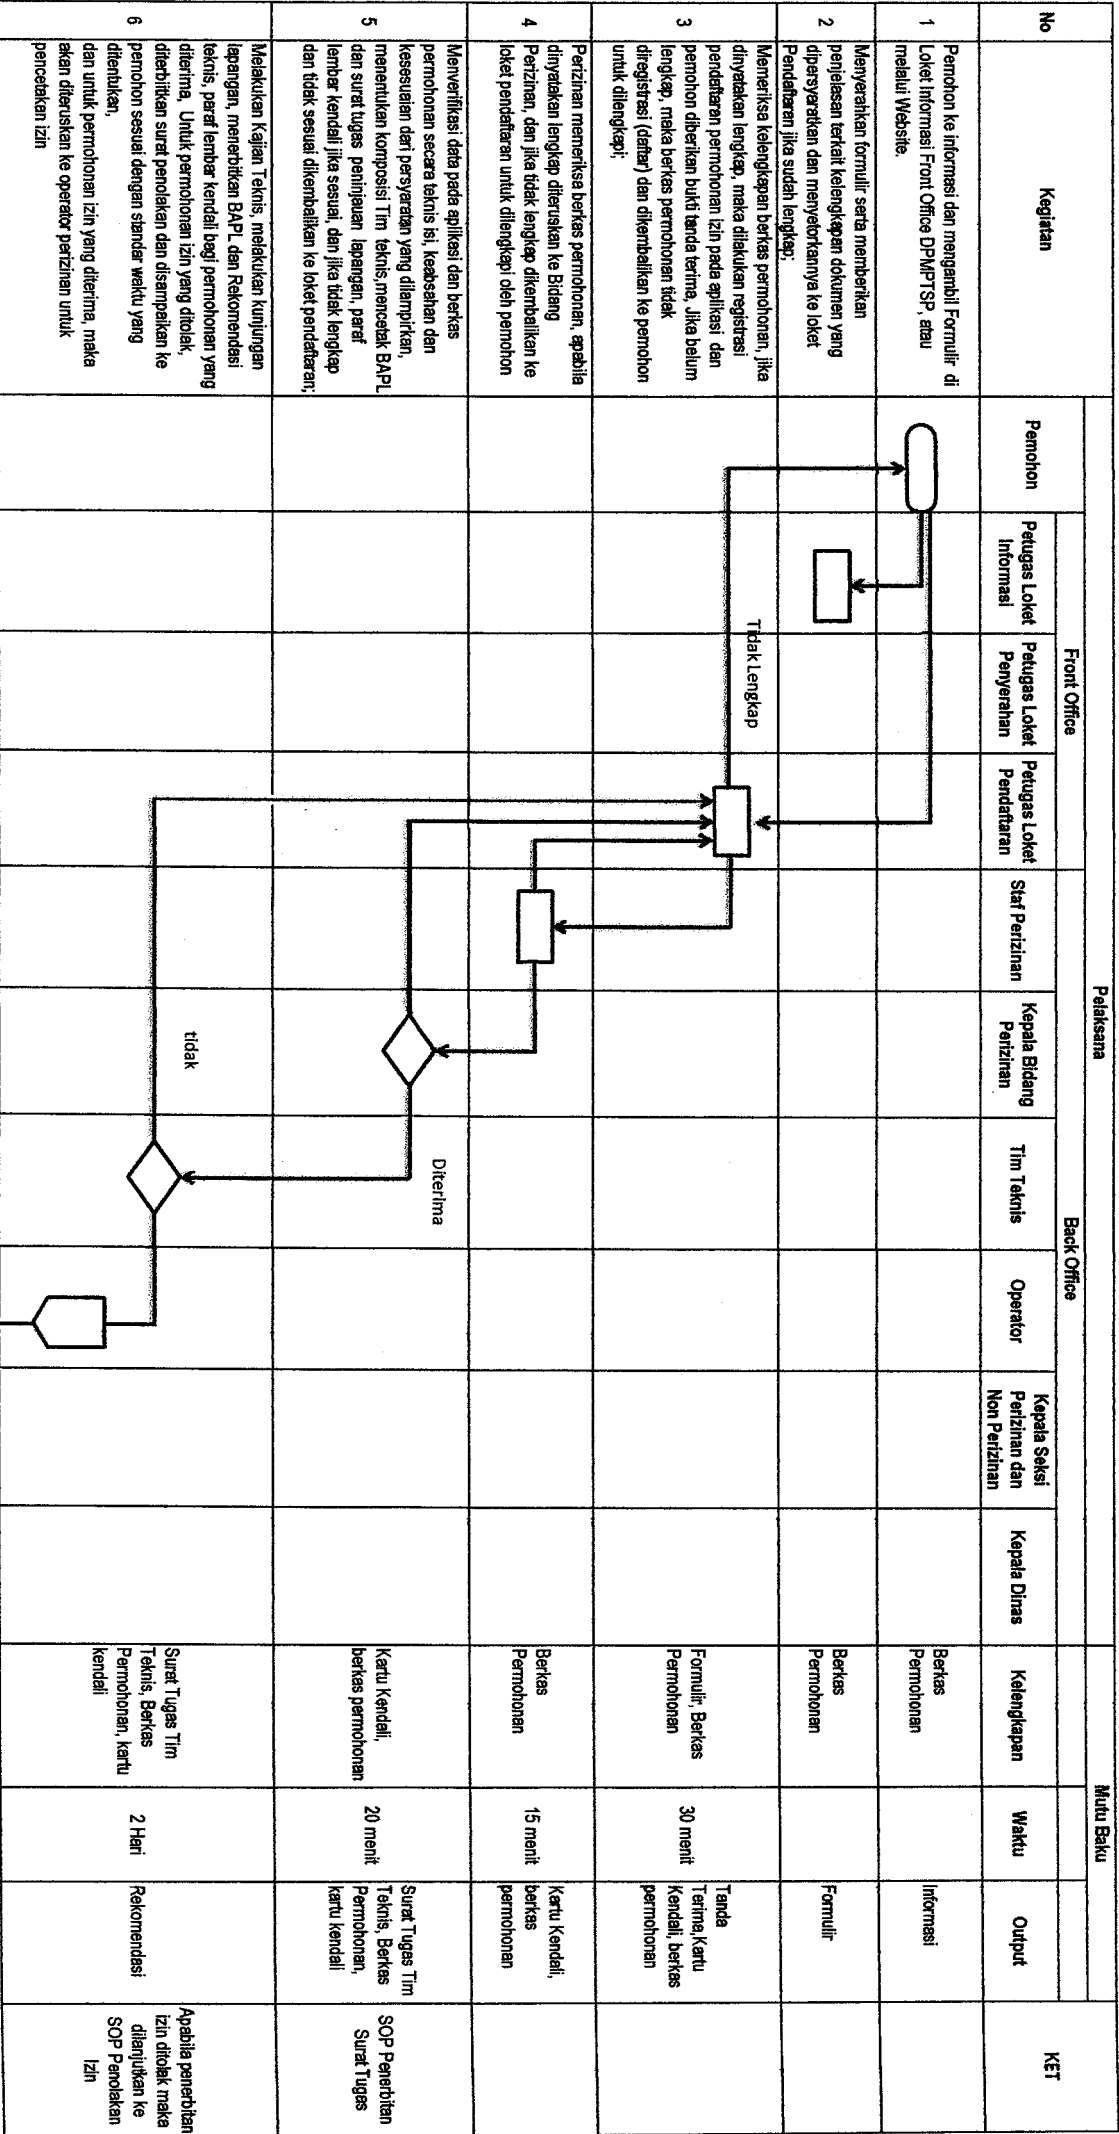 No
Kegiatan
Pelaksana
Mutu Baku
KET
Front Office
Back Office
Pemohon
Petugas Loket
Informasi
Petugas Loket
Penyerahan
Petugas Loket
Pendaftaran
Staf Perizinan
Kepala Bidang
Perizinan
Tim Teknis
Operator
Kepala Seksi
Perizinan dan
Non Perizinan
Kepala Dinas
Kelengkapan
Waktu
Output
1
Pemohon ke informasi dan mengambil Formulir di
Loket Informasi Front Office DPMPTSP, atau
melalui Website.
Berkas
Permohonan
Informasi
2
Menyerahkan formulir serta memberikan
penjelasan terkait kelengkapan dokumen yang
dipersyaratkan dan menyetorkannya ke loket
Pendaftaran jika sudah lengkap;
Berkas
Permohonan
Formulir
3
Memeriksa kelengkapan berkas permohonan, jika
dinyatakan lengkap, maka dilakukan registrasi
pendaftaran permohonan izin pada aplikasi dan
pemohon diberikan bukti tanda terima, Jika belum
lengkap, maka berkas permohonan tidak
diregistrasi (daftar) dan dikembalikan ke pemohon
untuk dilengkapi;
Tidak Lengkap
Formulir, Berkas
Permohonan
30 menit
Tanda
Terima,Kartu
Kendali, berkas
permohonan
4
Perizinan memeriksa berkas permohonan, apabila
dinyatakan lengkap diteruskan ke Bidang
Perizinan, dan jika tidak lengkap dikembalikan ke
loket pendaftaran untuk dilengkapi oleh pemohon
Berkas
Permohonan
15 menit
Kartu Kendali,
berkas
permohonan
5
Menverifikasi data pada aplikasi dan berkas
permohonan secara teknis isi, keabsahan dan
kesesuaian dari persyaratan yang dilampirkan,
menentukan komposisi Tim teknis,mencetak BAPL
dan surat tugas peninjauan lapangan, paraf
lembar kendali jika sesuai, dan jika tidak lengkap
dan tidak sesuai dikembalikan ke loket pendaftaran;
Diterima
Kartu Kendali,
berkas permohonan
20 menit
Surat Tugas Tim
Teknis, Berkas
Permohonan,
kartu kendali
SOP Penerbitan
Surat Tugas
6
Melakukan Kajian Teknis, melakukan kunjungan
lapangan, menerbitkan BAPL dan Rekomendasi
teknis, paraf lembar kendali bagi permohonan yang
diterima, Untuk permohonan izin yang ditolak,
diterbitkan surat penolakan dan disampaikan ke
pemohon sesuai dengan standar waktu yang
ditentukan,
dan untuk permohonan izin yang diterima, maka
akan diteruskan ke operator perizinan untuk
pencetakan izin
tidak
Surat Tugas Tim
Teknis, Berkas
Permohonan, kartu
kendali
2 Hari
Rekomendasi
Apabila penerbitan
izin ditolak maka
dilanjutkan ke
SOP Penolakan
Izin